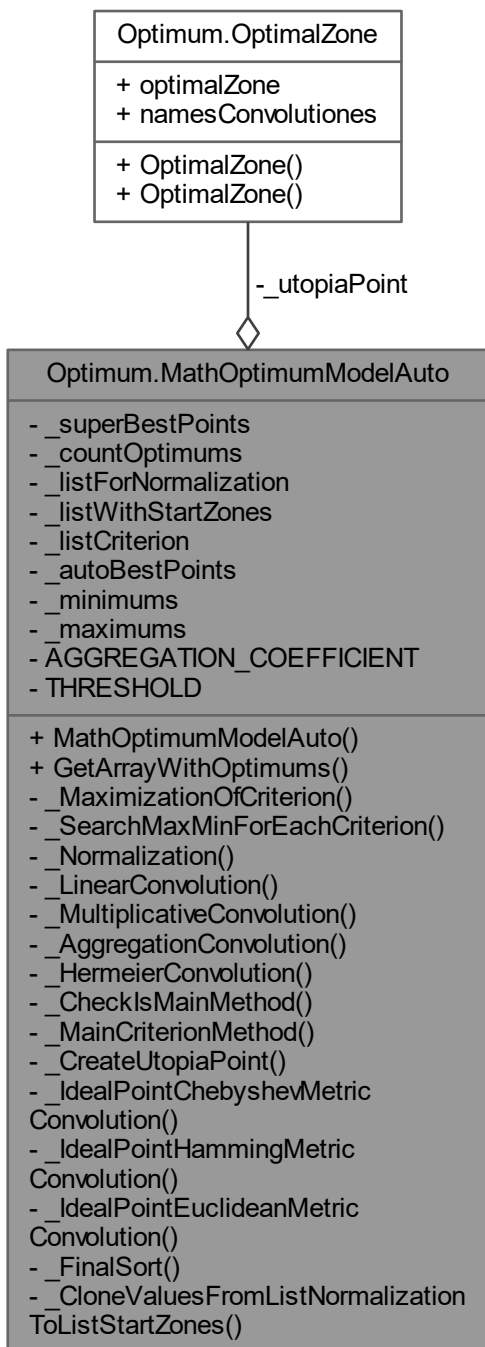 Optimum.OptimalZone
+ optimalZone
+ namesConvolutiones
+ OptimalZone()
+ OptimalZone()
-_utopiaPoint
Optimum.MathOptimumModelAuto
- _superBestPoints
- _countOptimums
- _listForNormalization
- _listWithStartZones
- _listCriterion
- _autoBestPoints
- _minimums
- _maximums
- AGGREGATION_COEFFICIENT
- THRESHOLD
+ MathOptimumModelAuto()
+ GetArrayWithOptimums()
- _MaximizationOfCriterion()
- _SearchMaxMinForEachCriterion()
- _Normalization()
- _LinearConvolution()
- _MultiplicativeConvolution()
- _AggregationConvolution()
- _HermeierConvolution()
- _CheckIsMainMethod()
- _MainCriterionMethod()
- _CreateUtopiaPoint()
- _IdealPointChebyshevMetric
Convolution()
- _IdealPointHammingMetric
Convolution()
- _IdealPointEuclideanMetric
Convolution()
- _FinalSort()
- _CloneValuesFromListNormalization
ToListStartZones()